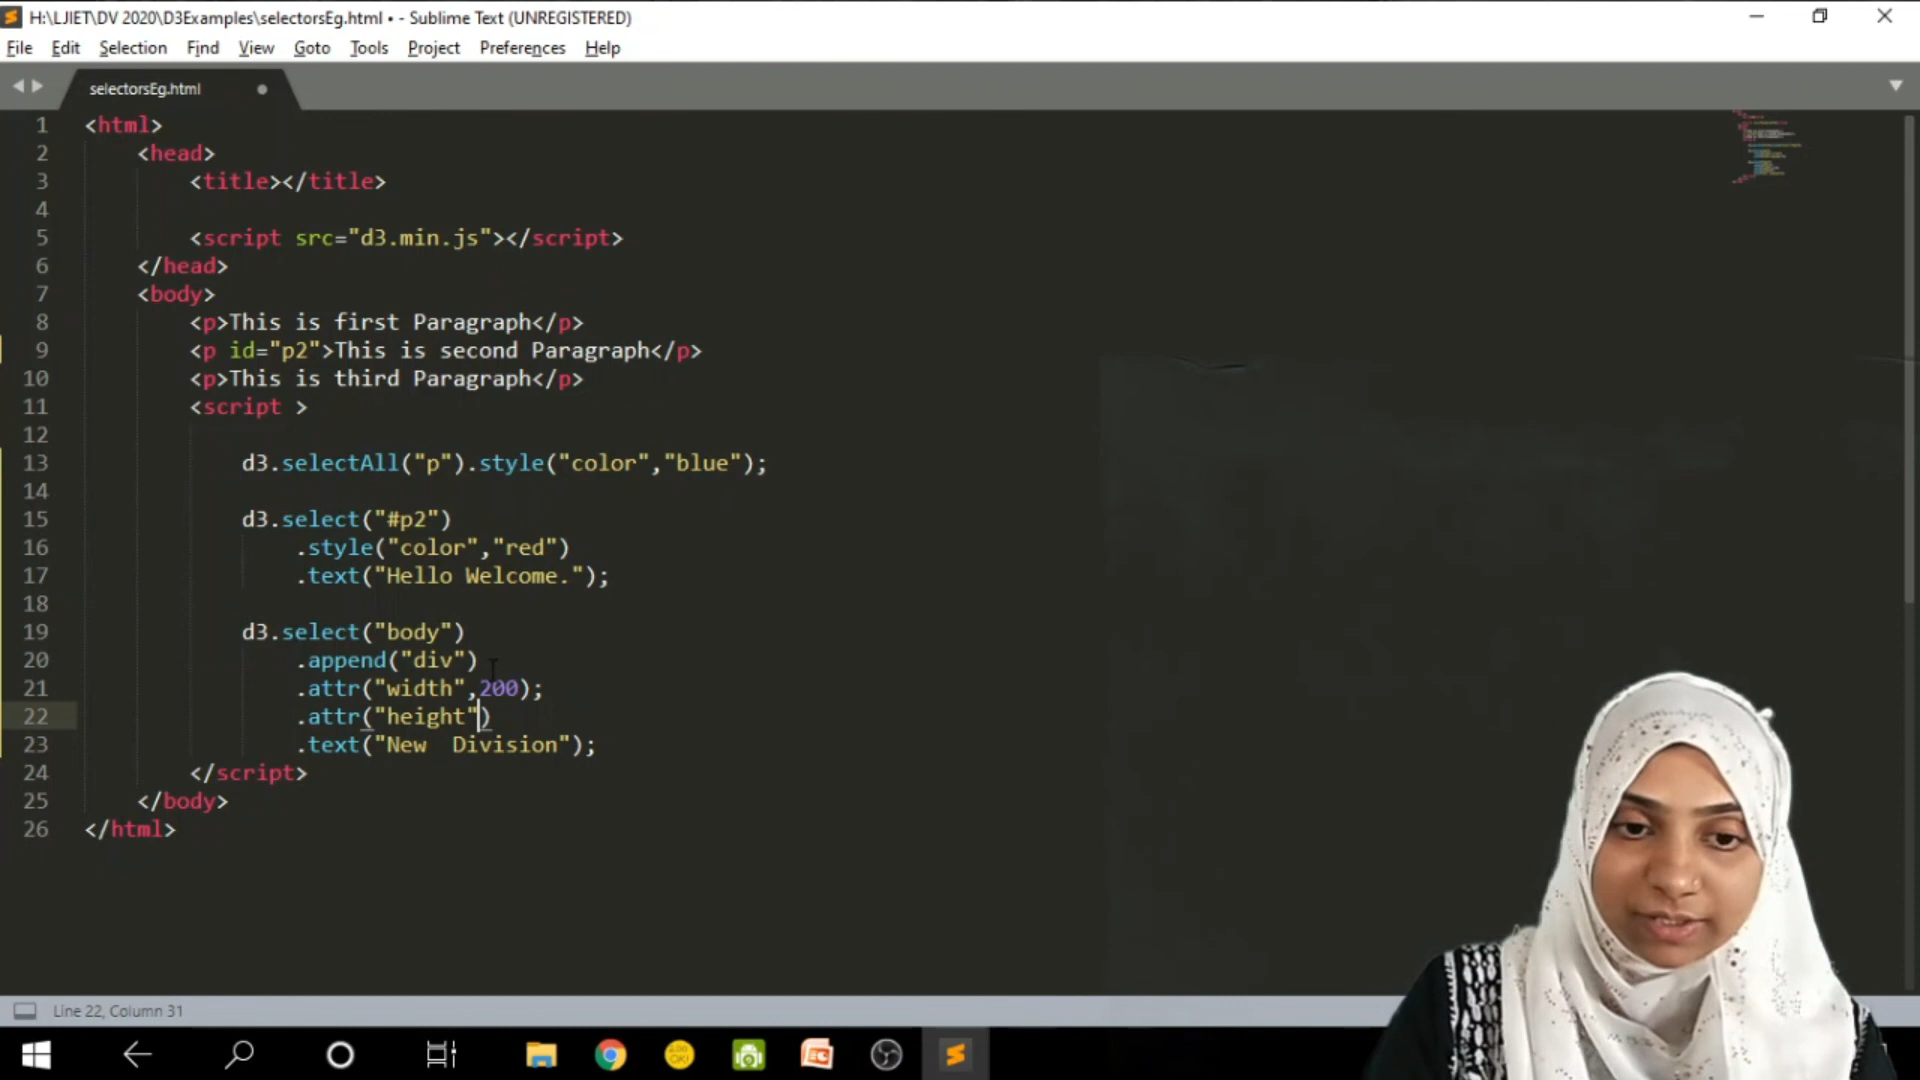 H:\LJIET\DV 2020\D3Examples\selectorsEg.html • - Sublime Text (UNREGISTERED)
File Edit Selection Find View Goto Tools Project Preferences Help
selectorsEg.html
1 <html>
2 <head>
3 <title></title>
4
5 <script src="d3.min.js"></script>
6 </head>
7 <body>
8 <p>This is first Paragraph</p>
9 <p id="p2">This is second Paragraph</p>
10 <p>This is third Paragraph</p>
11 <script >
12
13 d3.selectAll("p").style("color","blue");
14
15 d3.select("#p2")
16 .style("color","red")
17 .text("Hello Welcome.");
18
19 d3.select("body")
20 .append("div")
21 .attr("width",200);
22 .attr("height")
23 .text("New  Division");
24 </script>
25 </body>
26 </html>
Line 22, Column 31